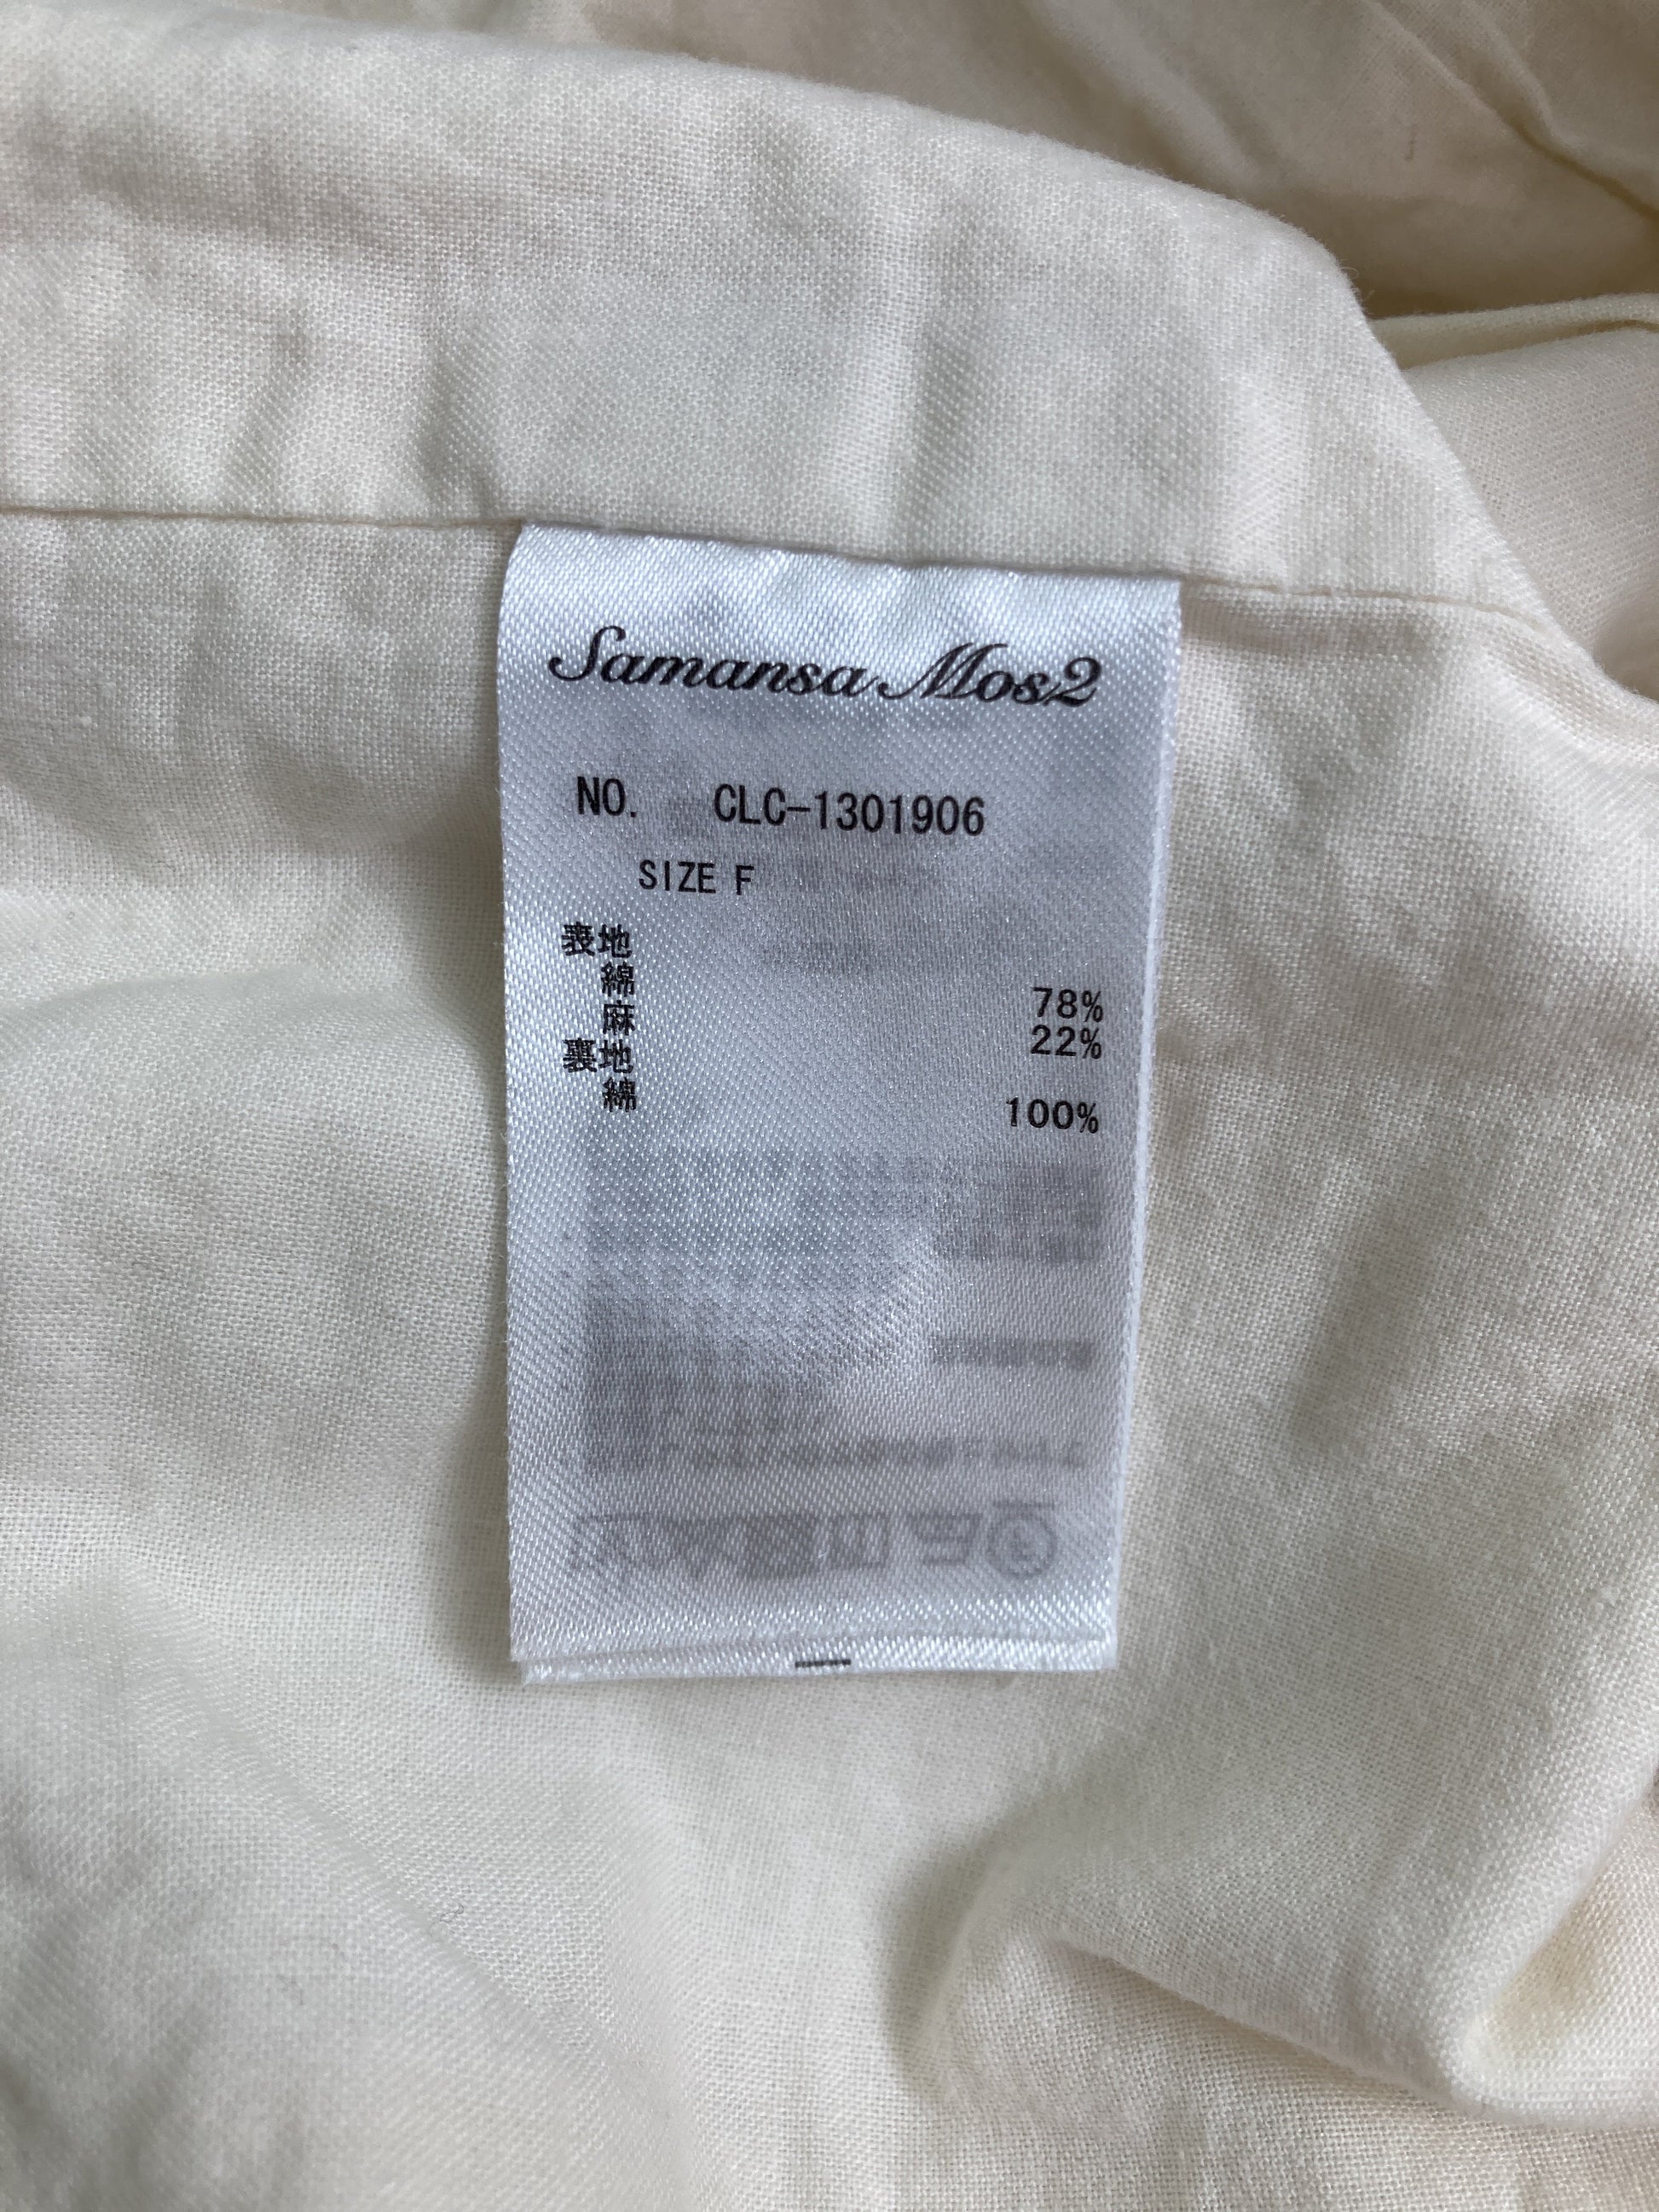 Samansa Mos2
NO. CLC-1301906
SIZE F
表地
綿 78%
麻 22%
裏地
綿 100%